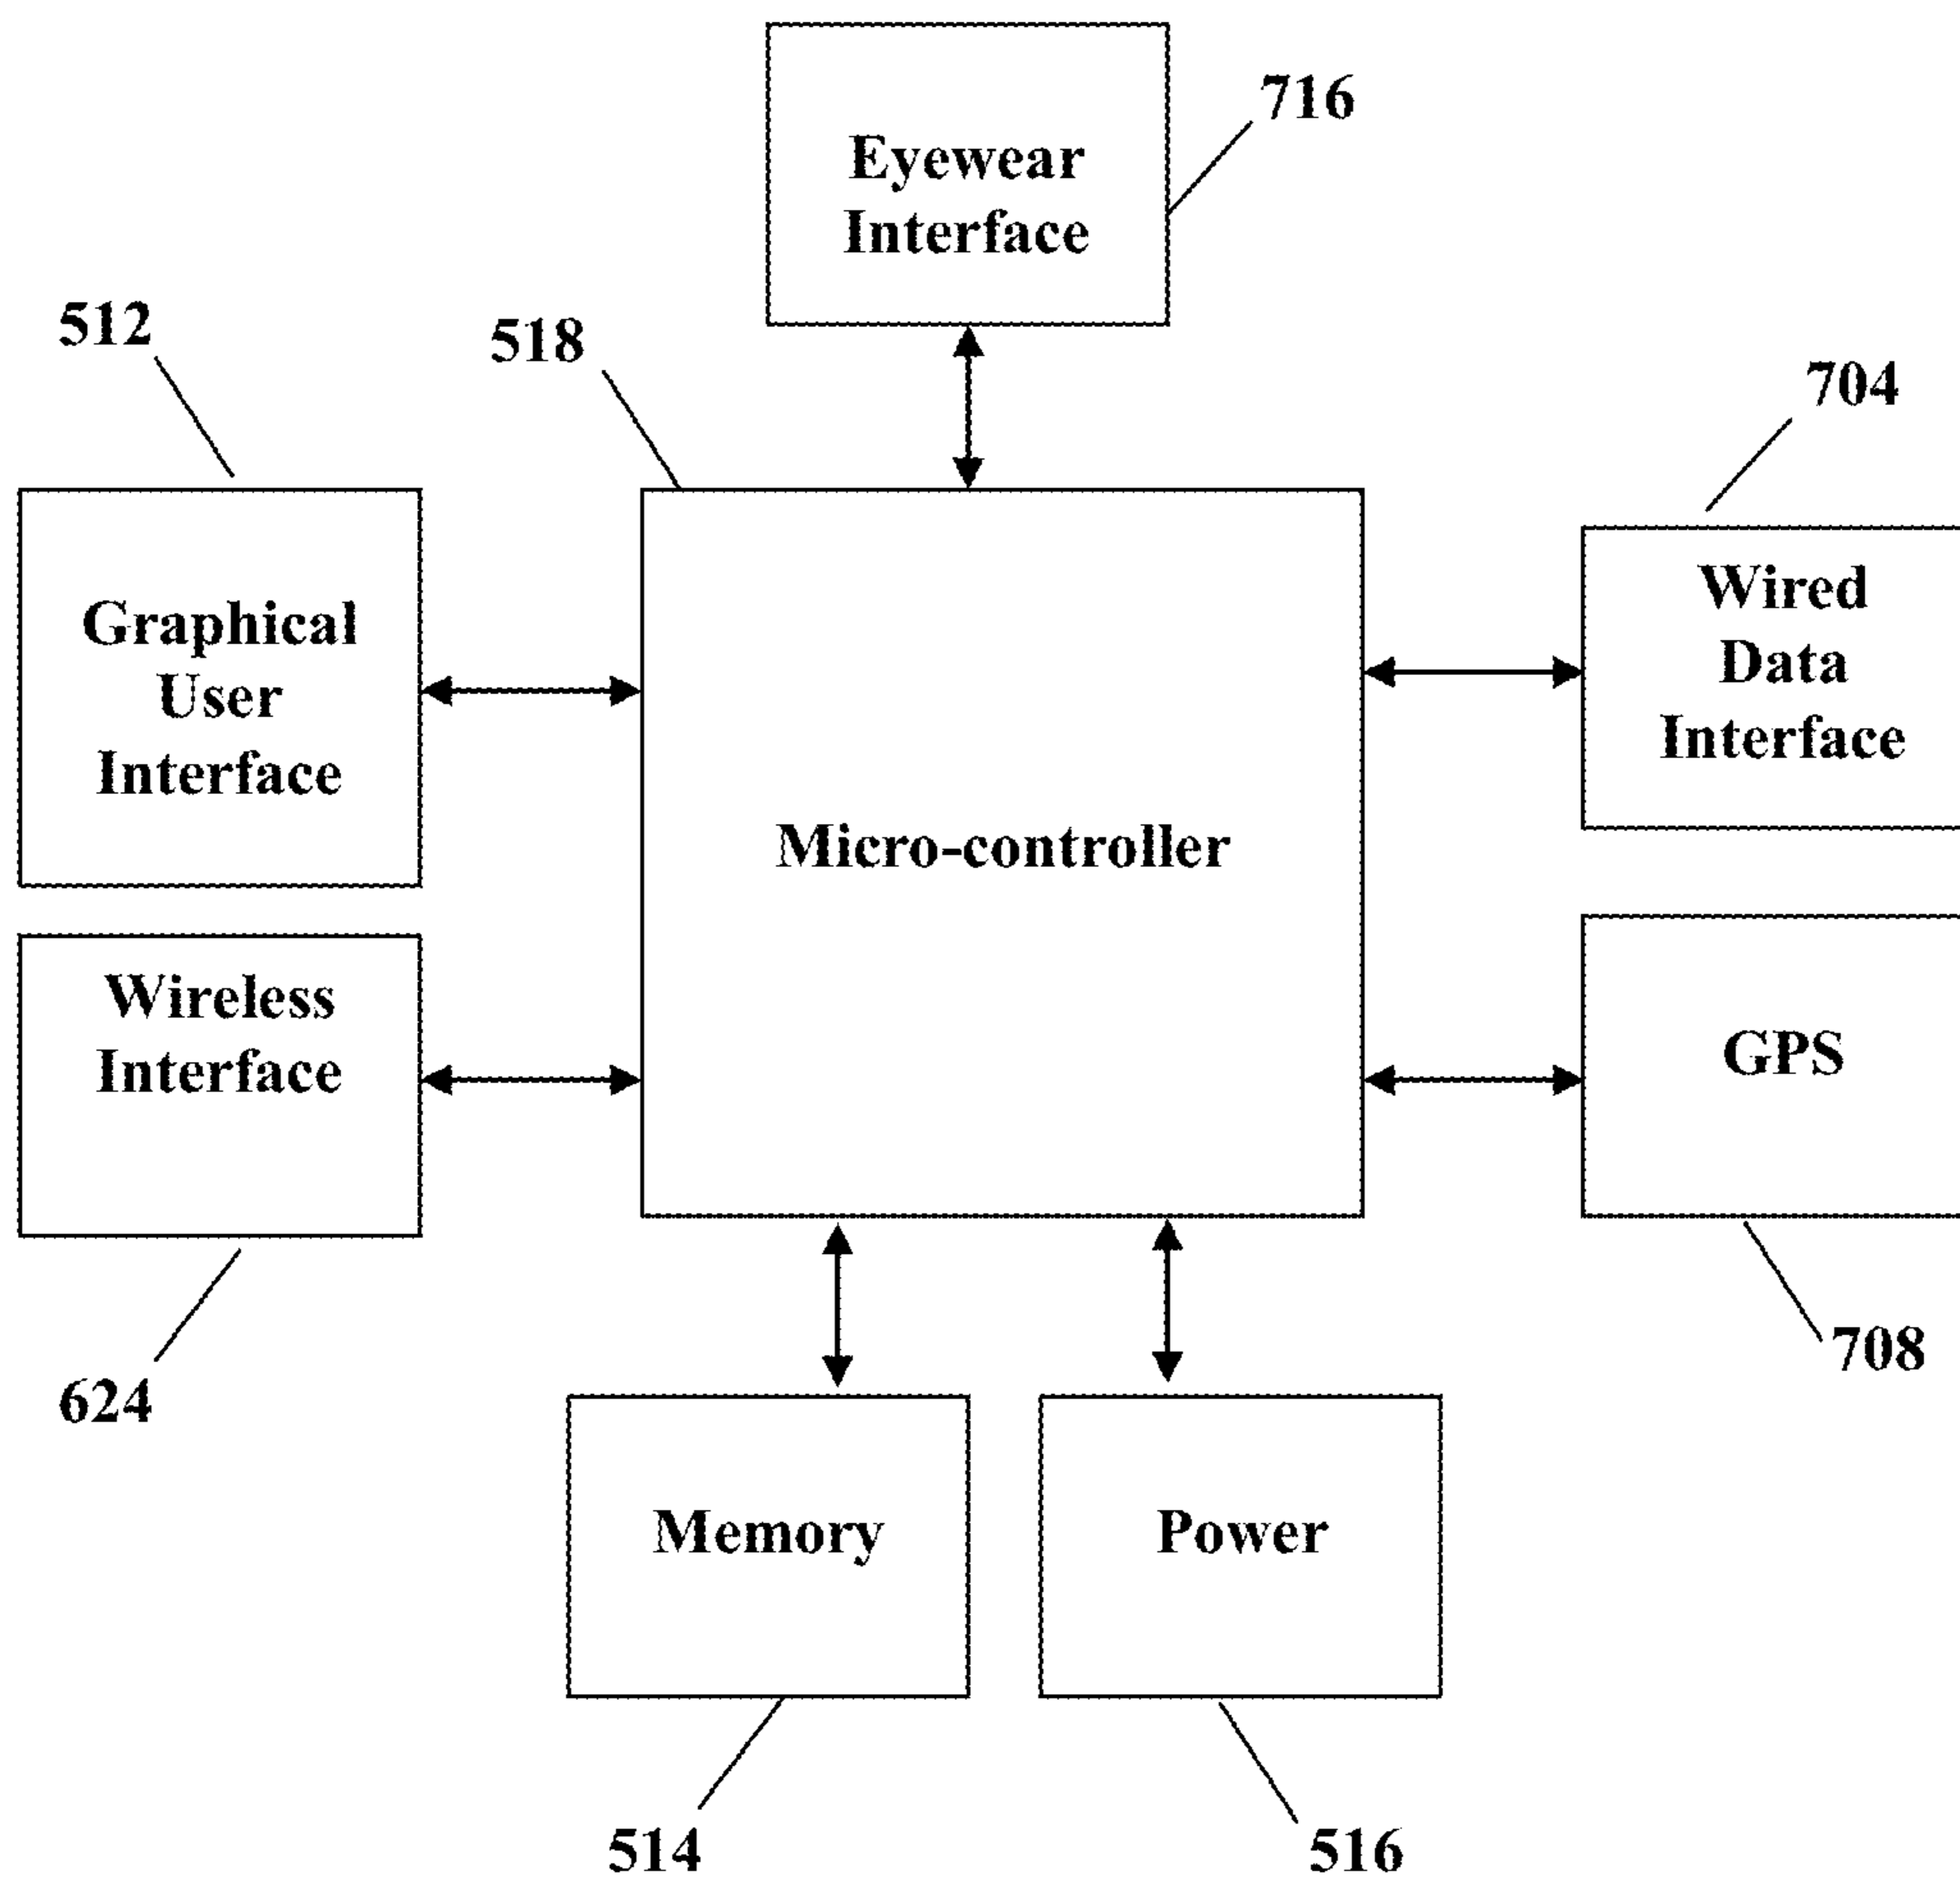 716
Eyewear
Interface
512
518
704
Graphical
User
Interface
Micro-controller
Wired
Data
Interface
Wireless
Interface
GPS
624
708
Memory
Power
514
516